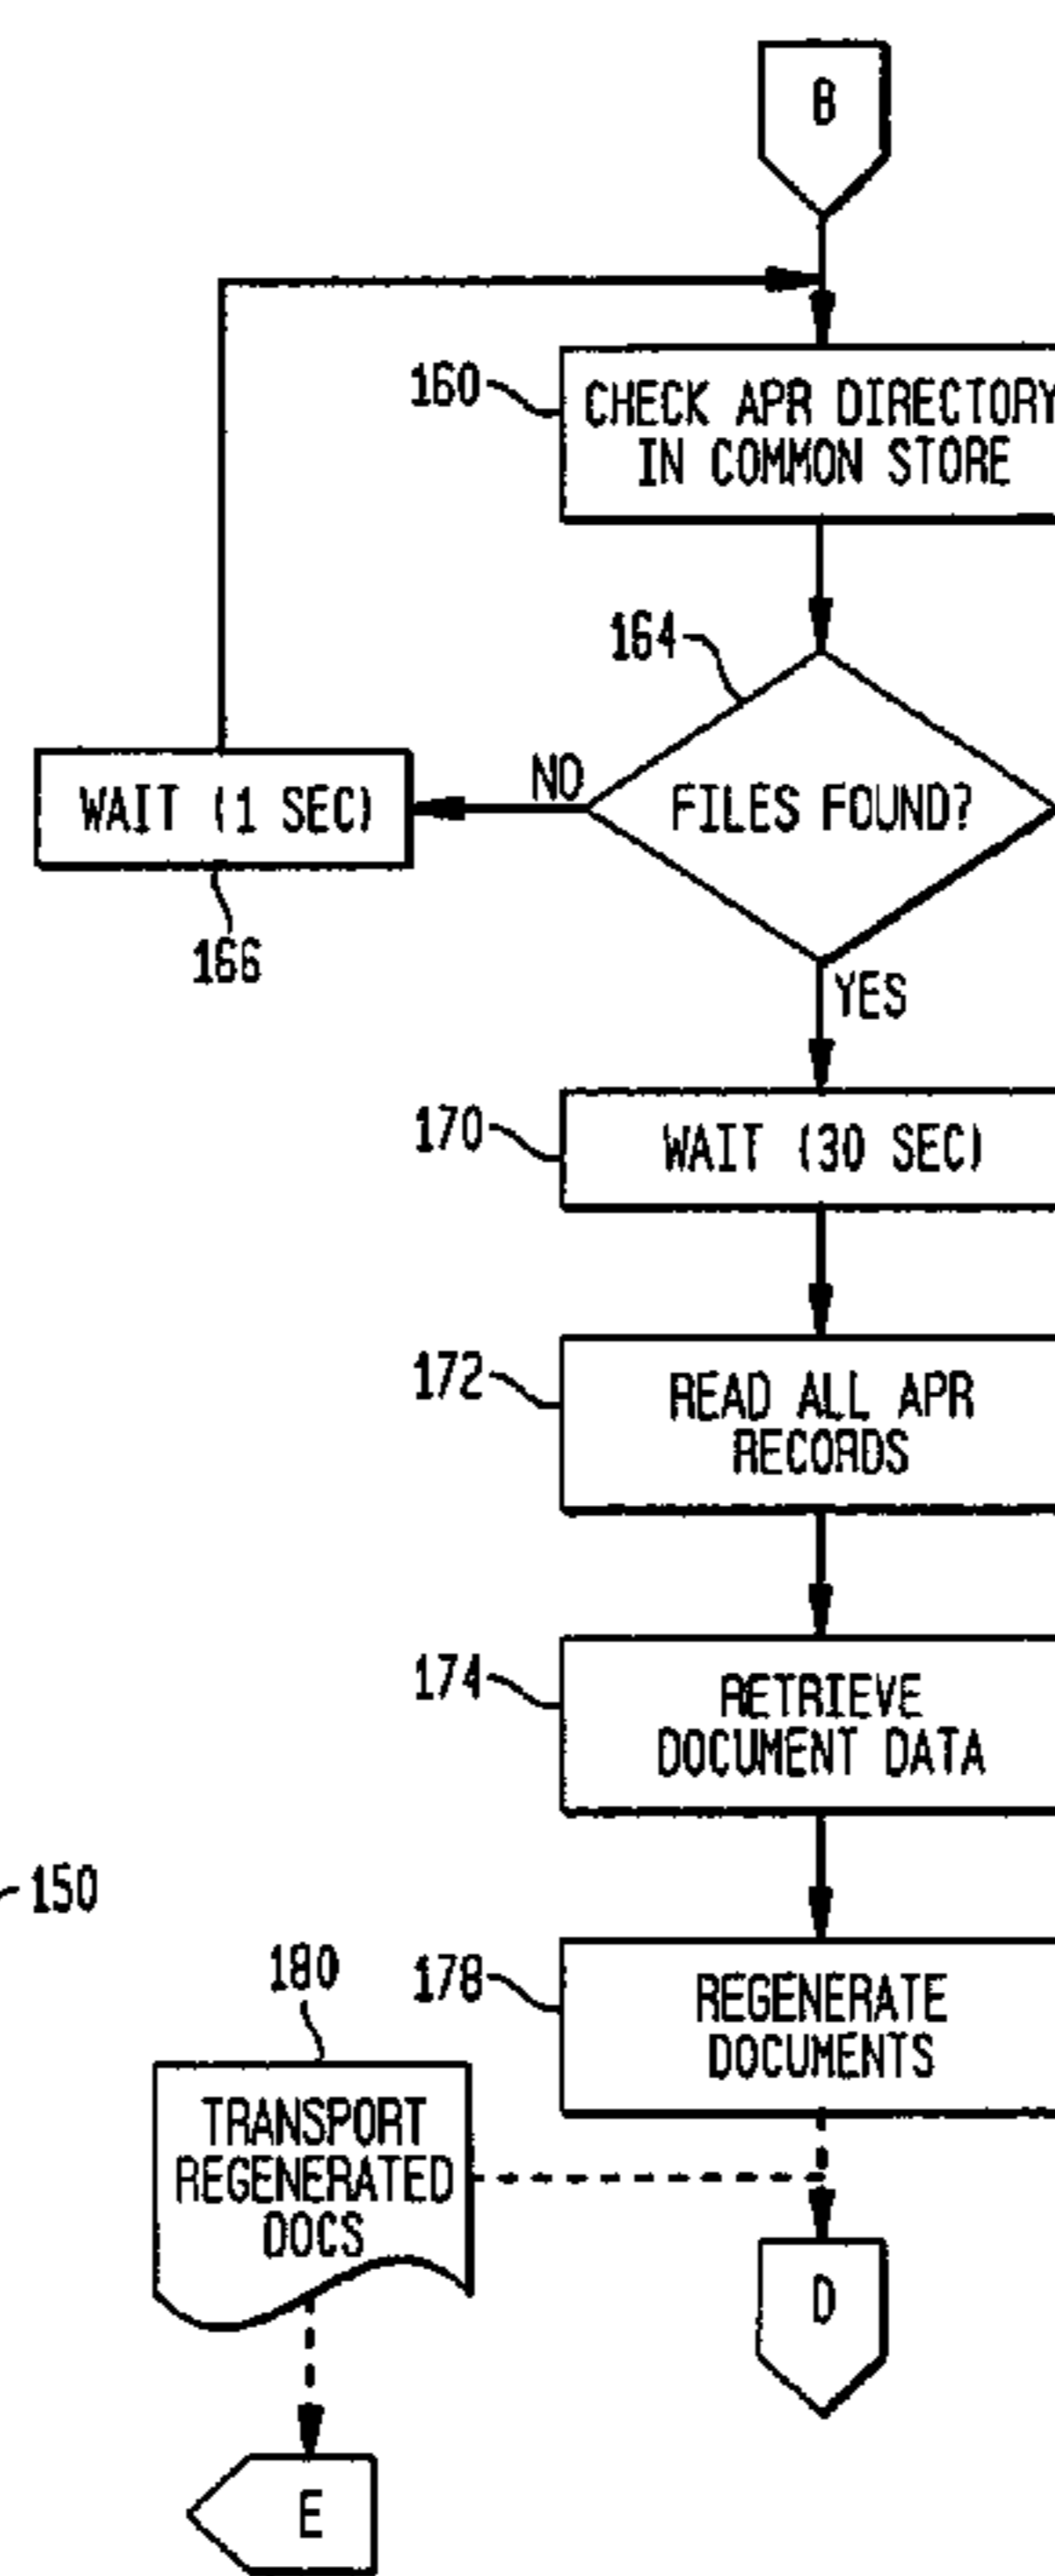 B
160
CHECK APR DIRECTORY
IN COMMON STORE
164
NO
FILES FOUND?
WAIT (1 SEC)
166
YES
170
WAIT (30 SEC)
172
READ ALL APR
RECORDS
174
RETRIEVE
DOCUMENT DATA
150
180
178
REGENERATE
DOCUMENTS
TRANSPORT
REGENERATED
DOCS
D
E